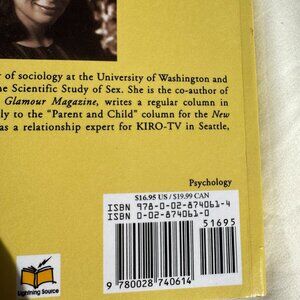 r of sociology at the University of Washington and
he Scientific Study of Sex. She is the co-author of
Glamour Magazine, writes a regular column in
ly to the "Parent and Child" column for the New
as a relationship expert for KIRO-TV in Seattle,
Psychology
$16.95 US / $19.99 CAN
ISBN 978-0-02-874061-4
ISBN 0-02-874061-0
51695
9 780028 740614
Lightning Source